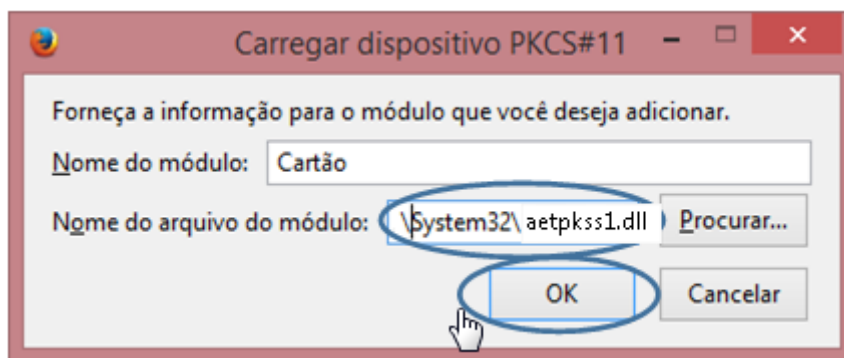 Carregar dispositivo PKCS#11
Forneça a informação para o módulo que você deseja adicionar.
Nome do módulo: Cartão
Nome do arquivo do módulo: \System32\ aetpkss1.dll Procurar...
OK Cancelar